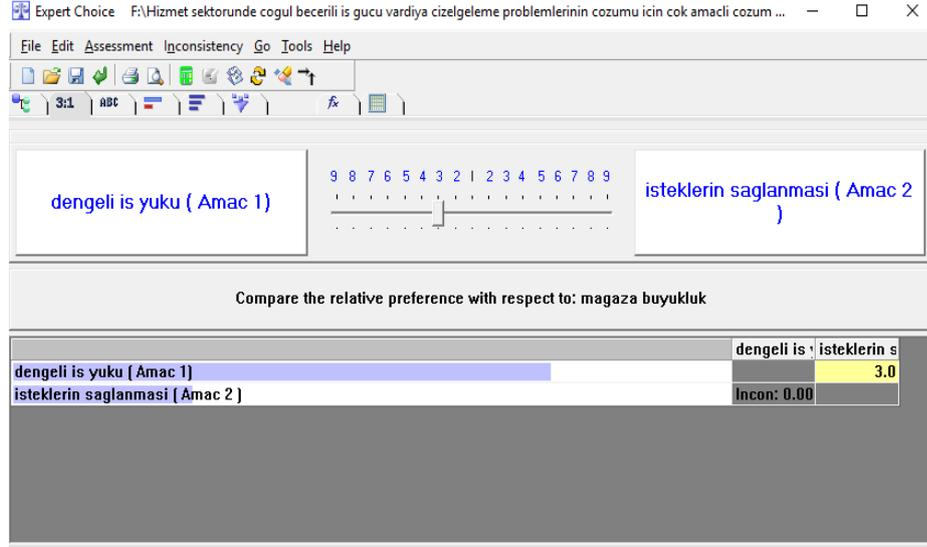 Expert Choice F:\Hizmet sektorunde cogul becerili is gucu vardiya cizelgeleme problemlerinin cozumu icin cok amacli cozum ...
File Edit Assessment Inconsistency Go Tools Help
3:1 ABC fx
9 8 7 6 5 4 3 2 | 2 3 4 5 6 7 8 9
dengeli is yuku ( Amac 1)
isteklerin saglanmasi ( Amac 2
)
Compare the relative preference with respect to: magaza buyukluk
dengeli is isteklerin s
dengeli is yuku ( Amac 1) 3.0
isteklerin saglanmasi ( Amac 2 ) Incon: 0.00